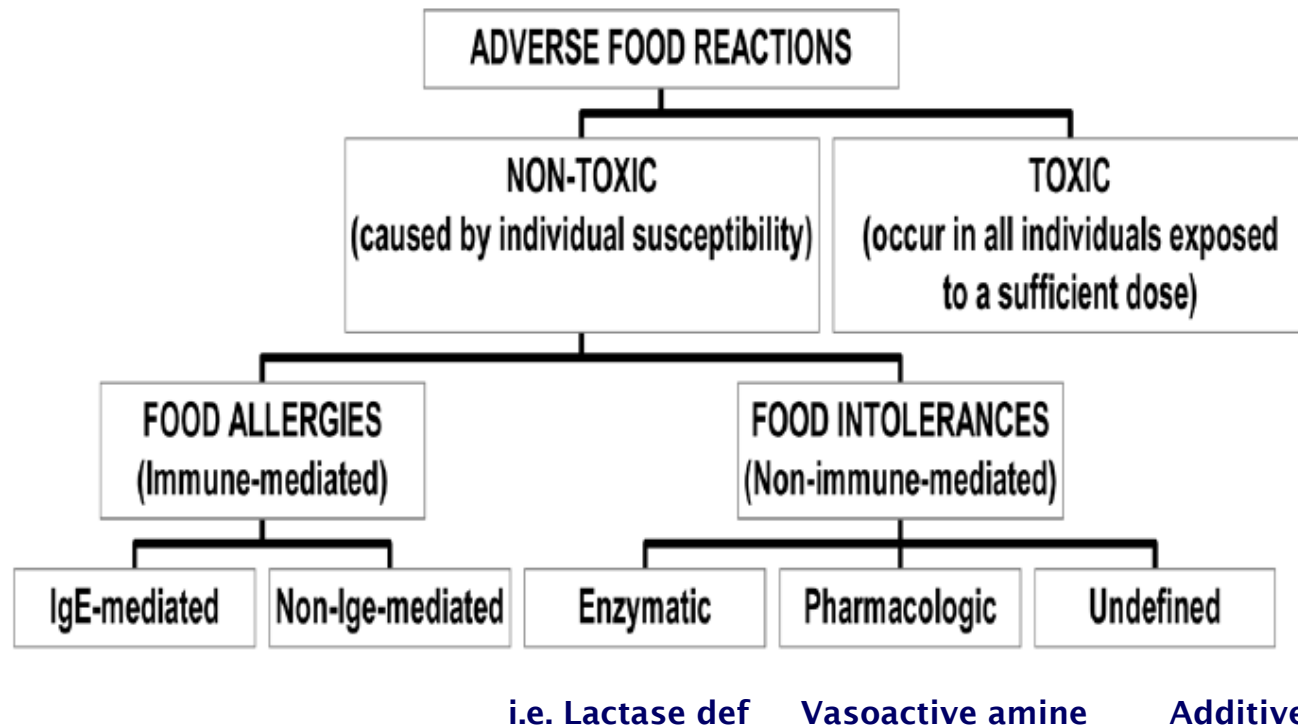 ADVERSE FOOD REACTIONS
NON-TOXIC
(caused by individual susceptibility)
TOXIC
(occur in all individuals exposed
to a sufficient dose)
FOOD ALLERGIES
(Immune-mediated)
FOOD INTOLERANCES
(Non-immune-mediated)
IgE-mediated
Non-Ige-mediated
Enzymatic
Pharmacologic
Undefined
i.e. Lactase def
Vasoactive amine
Additive